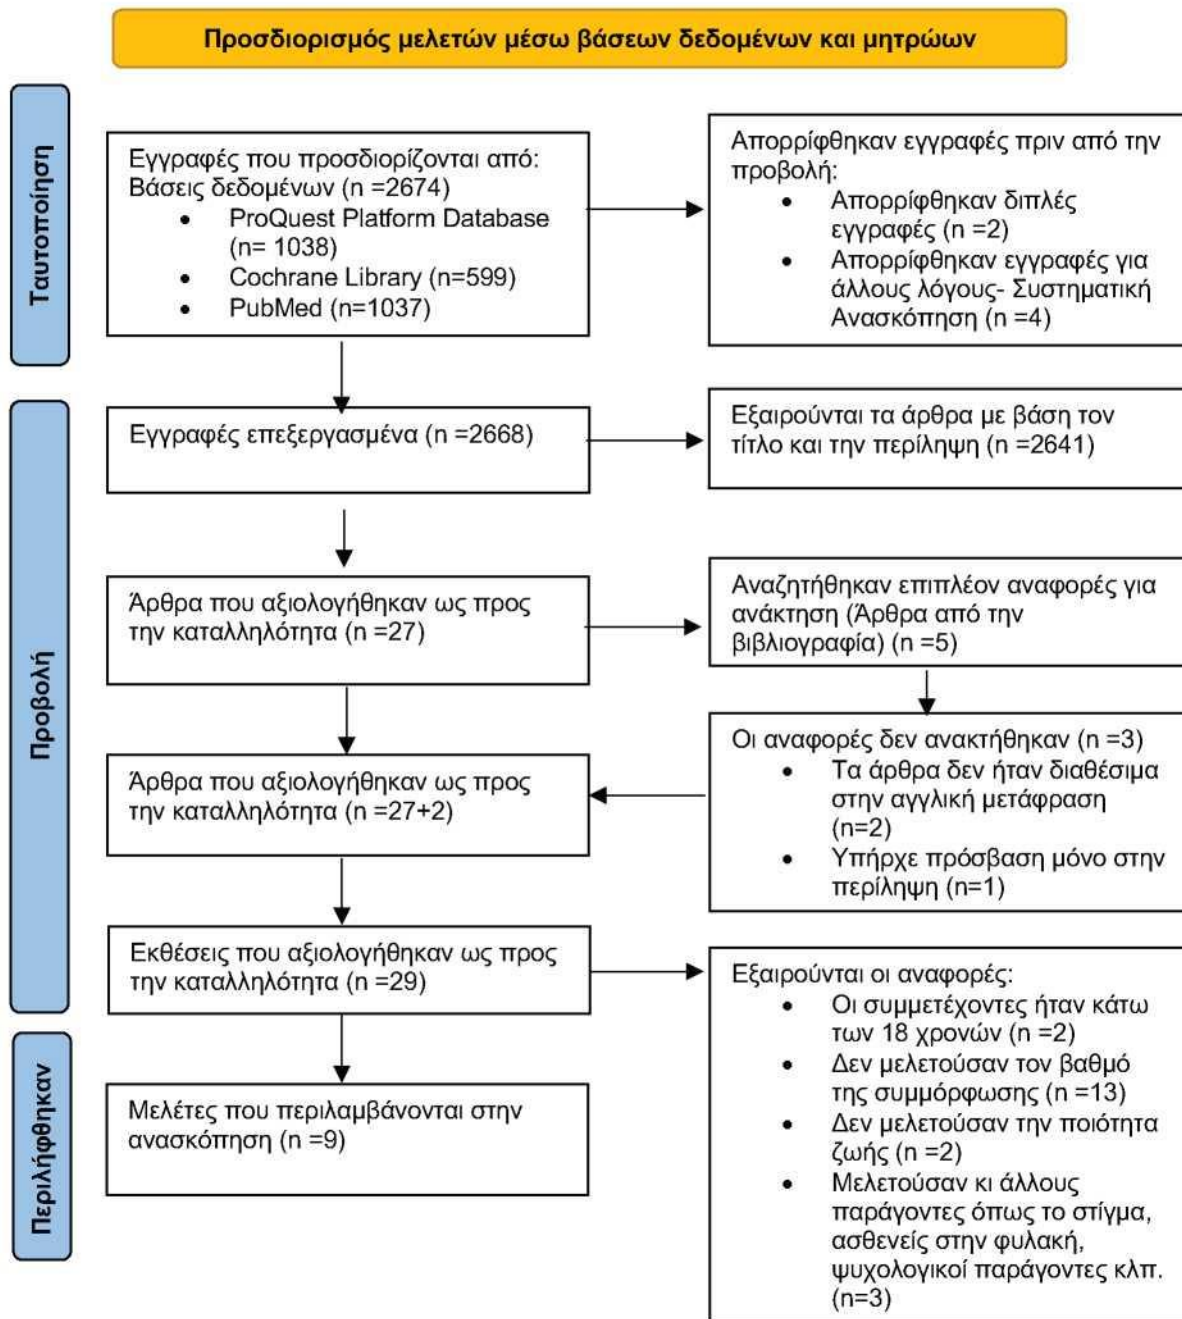 Προσδιορισμός μελετών μέσω βάσεων δεδομένων και μητρώων
Ταυτοποίηση
Εγγραφές που προσδιορίζονται από:
Βάσεις δεδομένων (n =2674)
• ProQuest Platform Database
(n= 1038)
• Cochrane Library (n=599)
• PubMed (n=1037)
Απορρίφθηκαν εγγραφές πριν από την
προβολή:
• Απορρίφθηκαν διπλές
εγγραφές (n =2)
• Απορρίφθηκαν εγγραφές για
άλλους λόγους- Συστηματική
Ανασκόπηση (n =4)
Προβολή
Εγγραφές επεξεργασμένα (n =2668)
Εξαιρούνται τα άρθρα με βάση τον
τίτλο και την περίληψη (n =2641)
Άρθρα που αξιολογήθηκαν ως προς
την καταλληλότητα (n =27)
Αναζητήθηκαν επιπλέον αναφορές για
ανάκτηση (Άρθρα από την
βιβλιογραφία) (n =5)
Οι αναφορές δεν ανακτήθηκαν (n =3)
• Τα άρθρα δεν ήταν διαθέσιμα
στην αγγλική μετάφραση
(n=2)
• Υπήρχε πρόσβαση μόνο στην
περίληψη (n=1)
Άρθρα που αξιολογήθηκαν ως προς
την καταλληλότητα (n =27+2)
Εκθέσεις που αξιολογήθηκαν ως προς
την καταλληλότητα (n =29)
Εξαιρούνται οι αναφορές:
• Οι συμμετέχοντες ήταν κάτω
των 18 χρονών (n =2)
• Δεν μελετούσαν τον βαθμό
της συμμόρφωσης (n =13)
• Δεν μελετούσαν την ποιότητα
ζωής (n =2)
• Μελετούσαν κι άλλους
παράγοντες όπως το στίγμα,
ασθενείς στην φυλακή,
ψυχολογικοί παράγοντες κλπ.
(n=3)
Περιλήφθηκαν
Μελέτες που περιλαμβάνονται στην
ανασκόπηση (n =9)